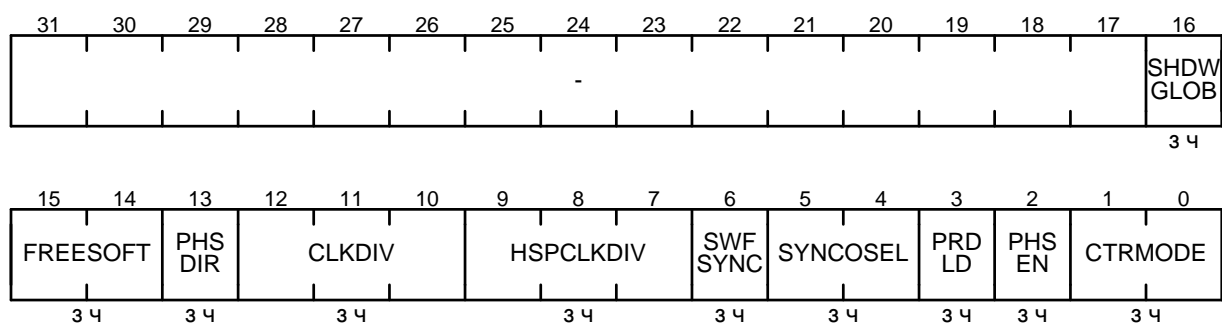 31 30 29 28 27 26 25 24 23 22 21 20 19 18 17 16
- SHDW
GLOB
з ч
15 14 13 12 11 10 9 8 7 6 5 4 3 2 1 0
FREESOFT PHS DIR CLKDIV HSPCLKDIV SWF SYNC SYNCOSEL PRD LD PHS EN CTRMODE
з ч з ч з ч з ч з ч з ч з ч з ч з ч